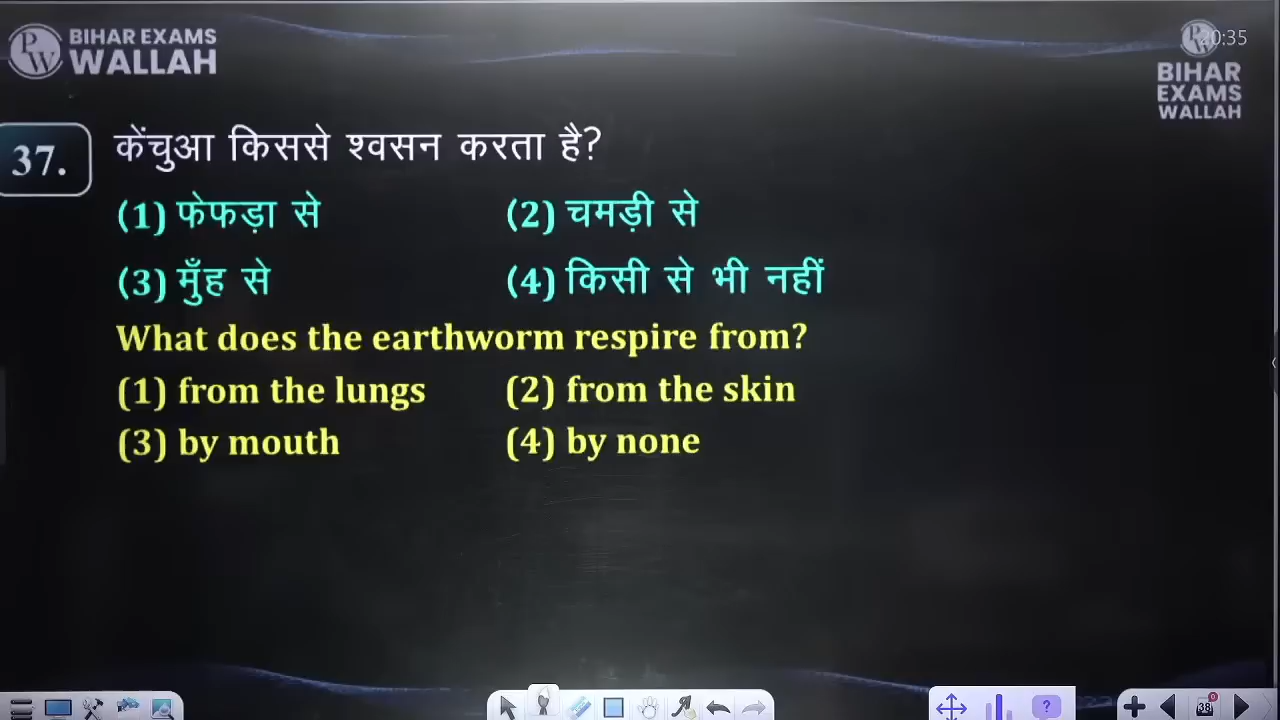 BIHAR EXAMS
WALLAH
20:35
BIHAR
EXAMS
WALLAH
37.
केंचुआ किससे श्वसन करता है?
(1) फेफड़ा से (2) चमड़ी से
(3) मुँह से (4) किसी से भी नहीं
What does the earthworm respire from?
(1) from the lungs (2) from the skin
(3) by mouth (4) by none
38